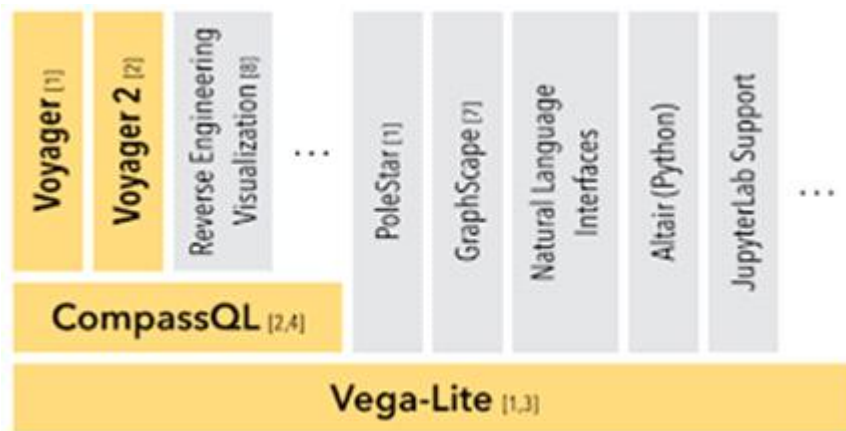 Voyager [1]
Voyager 2 [2]
Reverse Engineering
Visualization [8]
...
PoleStar [1]
GraphScape [7]
Natural Language
Interfaces
Altair (Python)
JupyterLab Support
...
CompassQL [2,4]
Vega-Lite [1,3]